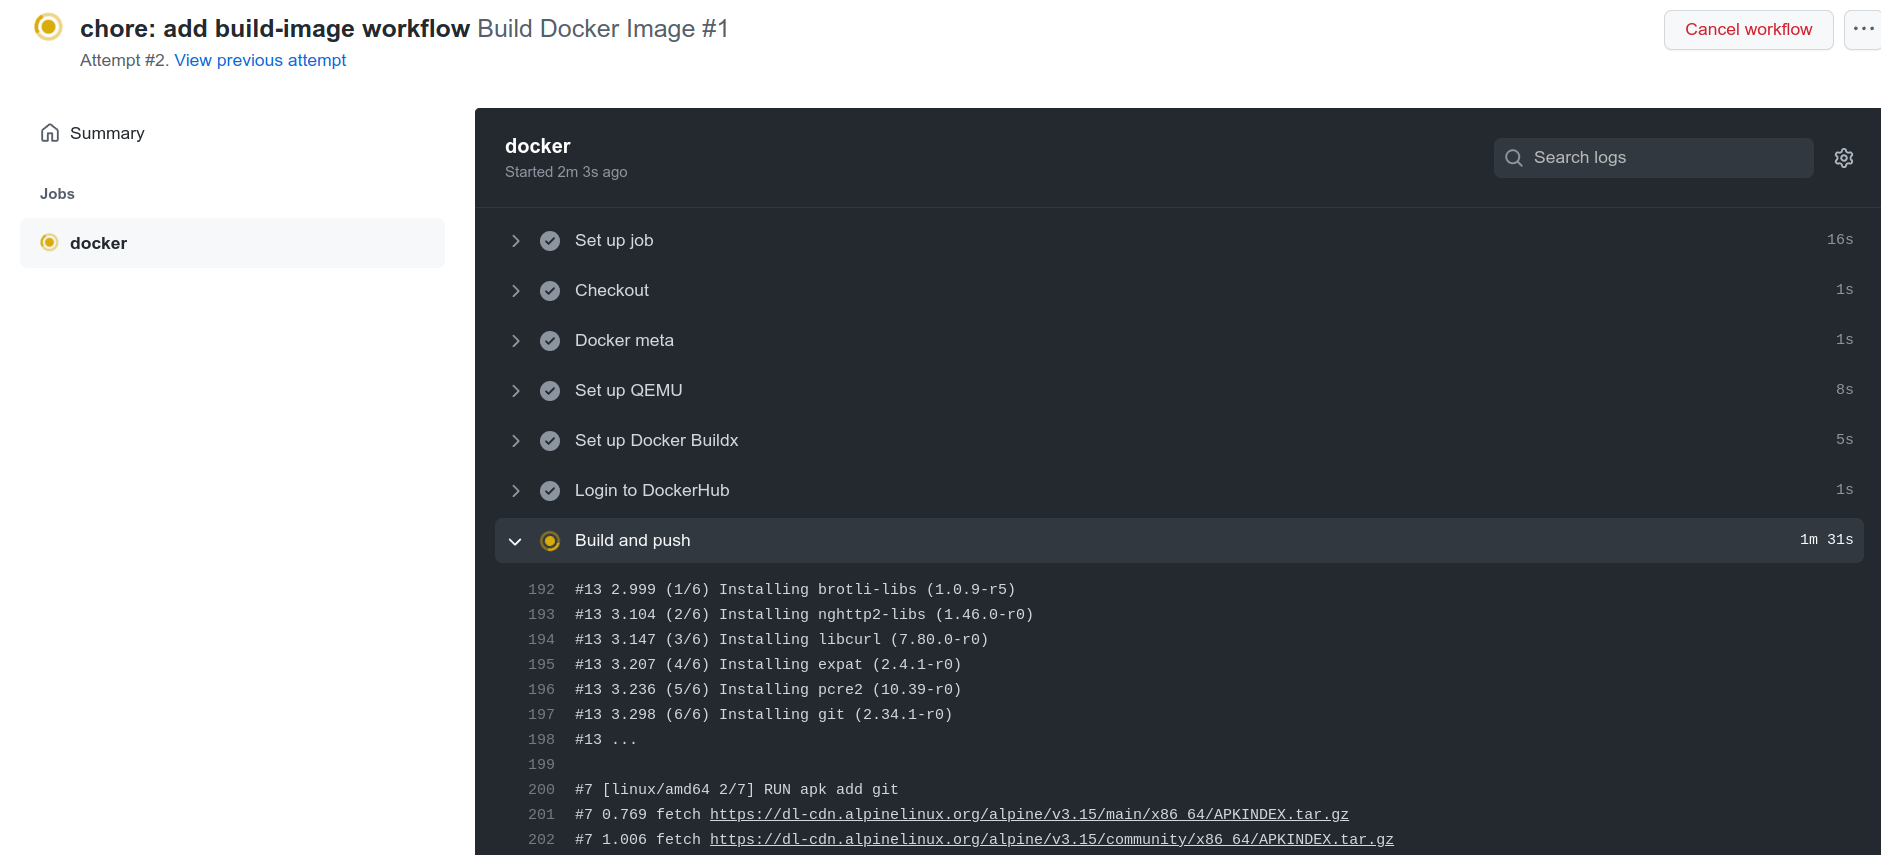 chore: add build-image workflow Build Docker Image #1
Attempt #2. View previous attempt
Cancel workflow
Summary
Jobs
docker
docker
Started 2m 3s ago
Search logs
Set up job 16s
Checkout 1s
Docker meta 1s
Set up QEMU 8s
Set up Docker Buildx 5s
Login to DockerHub 1s
Build and push 1m 31s
192 #13 2.999 (1/6) Installing brotli-libs (1.0.9-r5)
193 #13 3.104 (2/6) Installing nghttp2-libs (1.46.0-r0)
194 #13 3.147 (3/6) Installing libcurl (7.80.0-r0)
195 #13 3.207 (4/6) Installing expat (2.4.1-r0)
196 #13 3.236 (5/6) Installing pcre2 (10.39-r0)
197 #13 3.298 (6/6) Installing git (2.34.1-r0)
198 #13 ...
199
200 #7 [linux/amd64 2/7] RUN apk add git
201 #7 0.769 fetch https://dl-cdn.alpinelinux.org/alpine/v3.15/main/x86_64/APKINDEX.tar.gz
202 #7 1.006 fetch https://dl-cdn.alpinelinux.org/alpine/v3.15/community/x86_64/APKINDEX.tar.gz